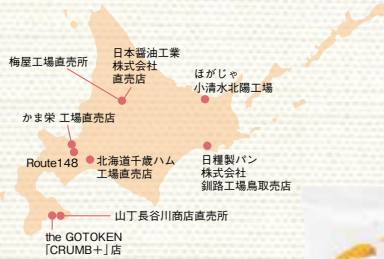 梅屋工場直売所
日本醤油工業
株式会社
直売店
ほがじゃ
小清水北陽工場
かま栄 工場直売店
Route148
北海道千歳ハム
工場直売店
日糧製パン
株式会社
釧路工場鳥取売店
山丁長谷川商店直売所
the GOTOKEN
「CRUMB＋」店